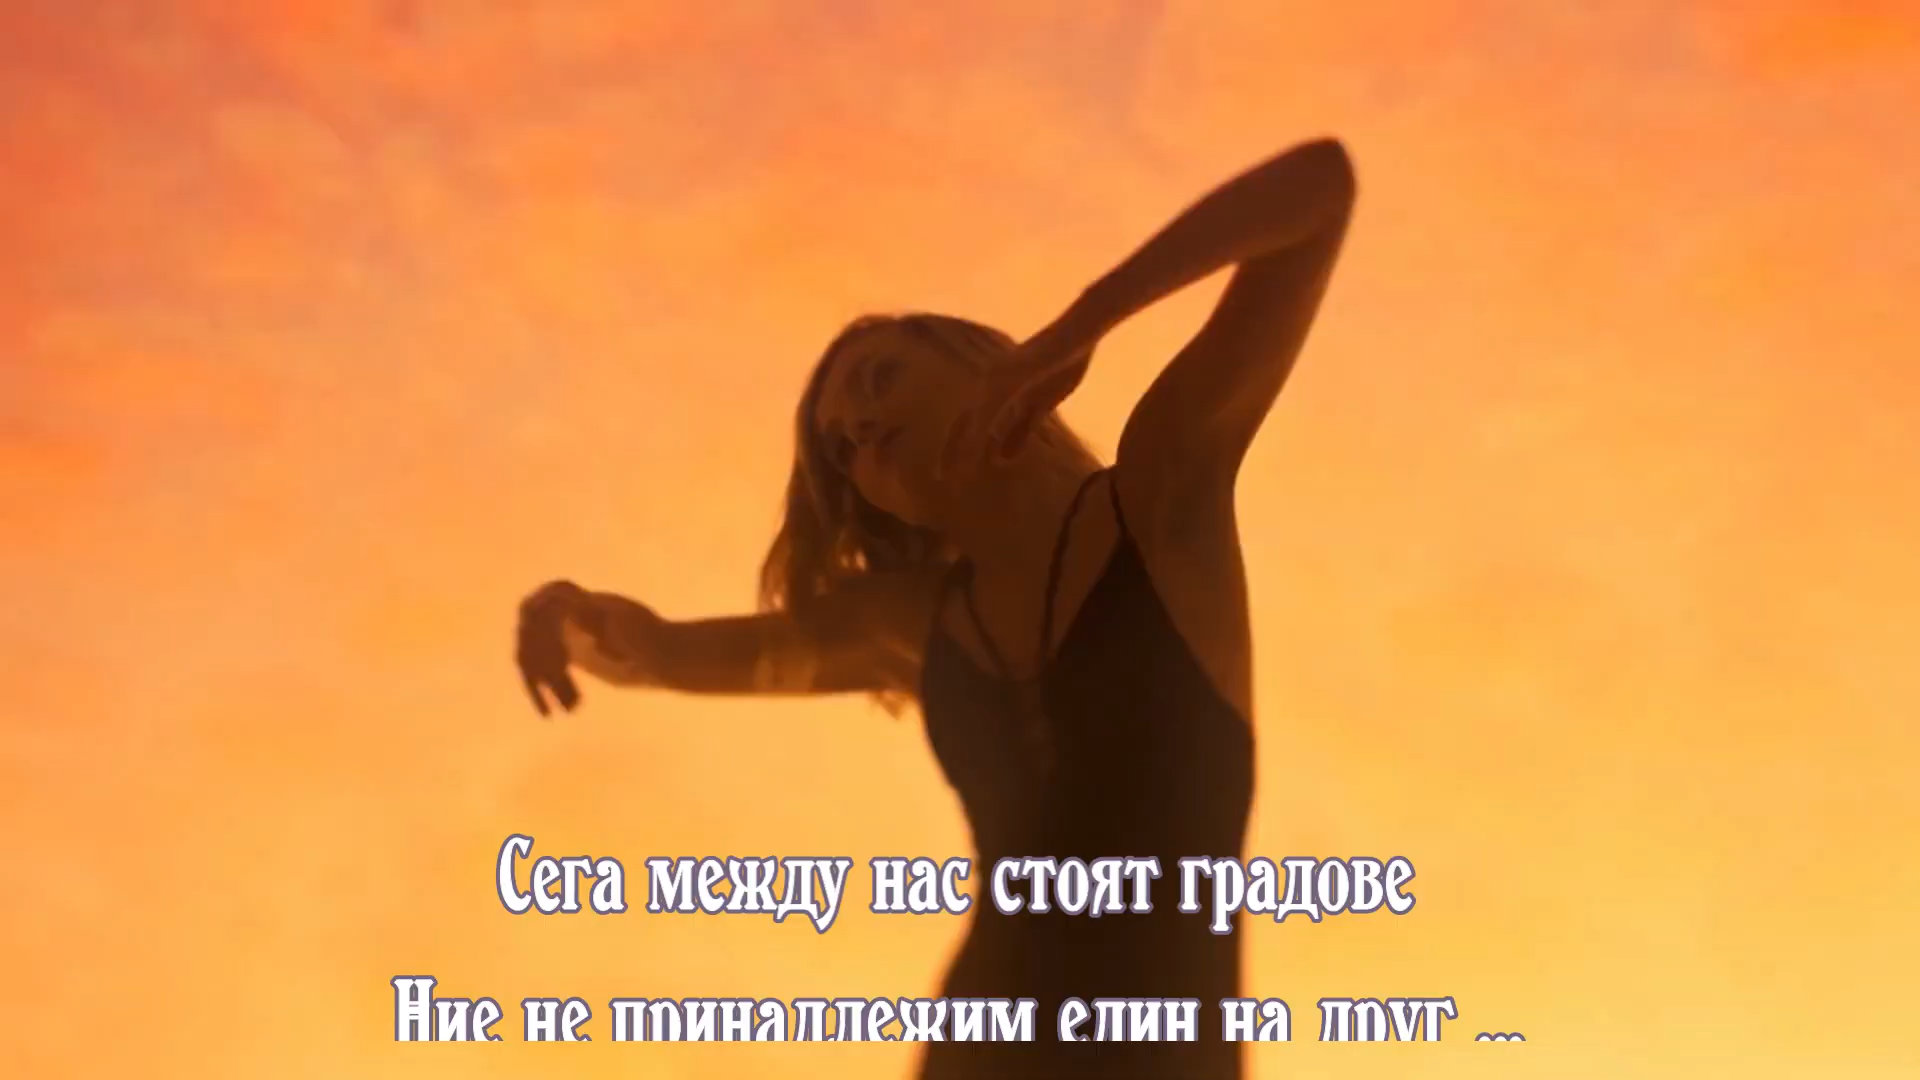 Сега между нас стоят градове
Ние не принадлежим един на друг ...